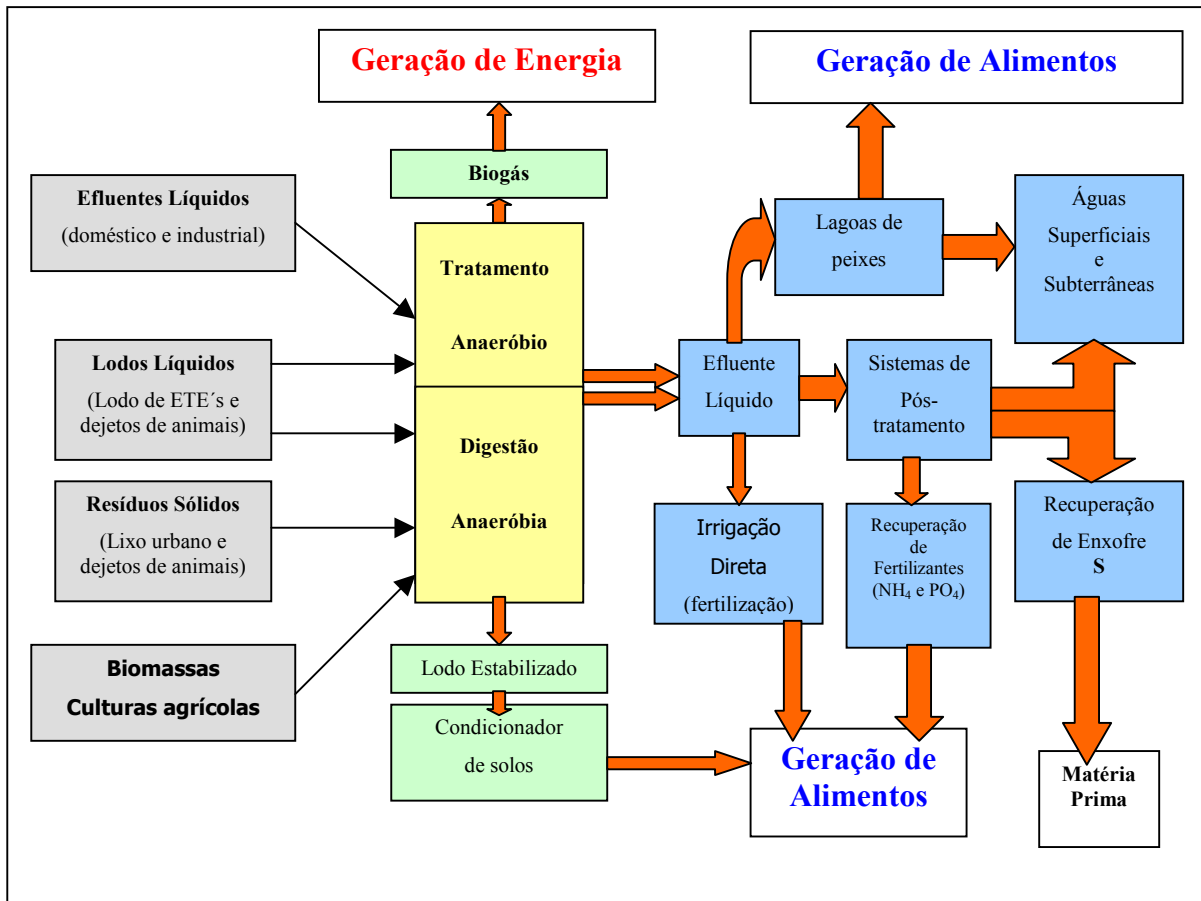 Geração de Energia
Geração de Alimentos
Biogás
Efluentes Líquidos
(doméstico e industrial)
Lodos Líquidos
(Lodo de ETE´s e
dejetos de animais)
Resíduos Sólidos
(Lixo urbano e
dejetos de animais)
Biomassas
Culturas agrícolas
Tratamento
Anaeróbio
Digestão
Anaeróbia
Lodo Estabilizado
Condicionador
de solos
Efluente
Líquido
Lagoas de
peixes
Águas
Superficiais
e
Subterrâneas
Sistemas de
Pós-
tratamento
Irrigação
Direta
(fertilização)
Recuperação
de
Fertilizantes
(NH₄ e PO₄)
Recuperação
de Enxofre
S
Geração de
Alimentos
Matéria
Prima